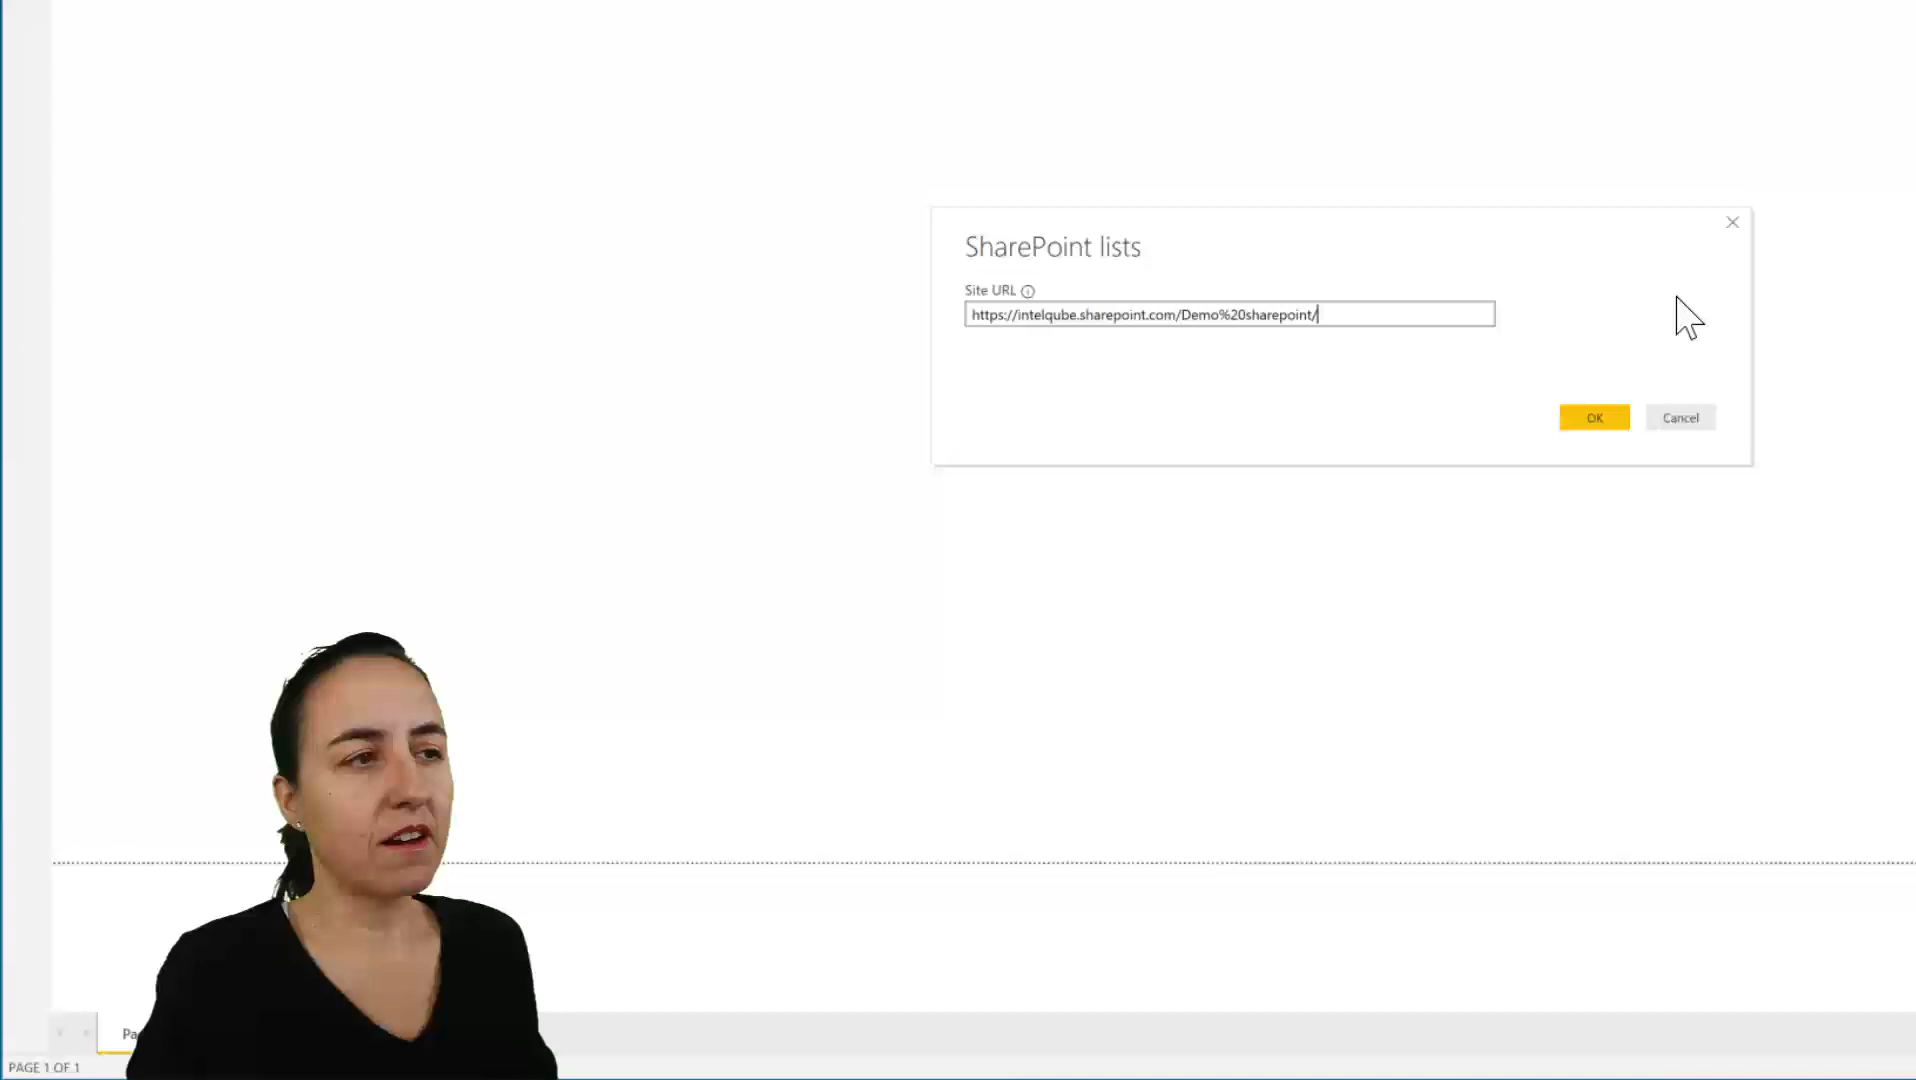 SharePoint lists
Site URL
https://intelqube.sharepoint.com/Demo%20sharepoint/
OK
Cancel
PAGE 1 OF 1